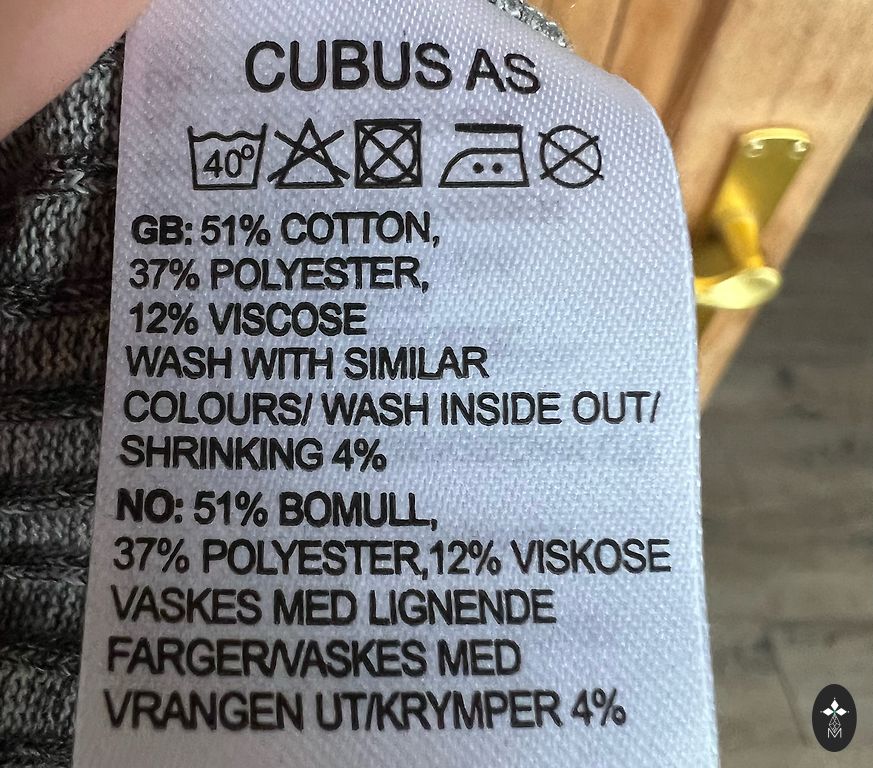 CUBUS AS
40°
GB: 51% COTTON,
37% POLYESTER,
12% VISCOSE
WASH WITH SIMILAR
COLOURS/ WASH INSIDE OUT/
SHRINKING 4%
NO: 51% BOMULL,
37% POLYESTER,12% VISKOSE
VASKES MED LIGNENDE
FARGER/VASKES MED
VRANGEN UT/KRYMPER 4%
M